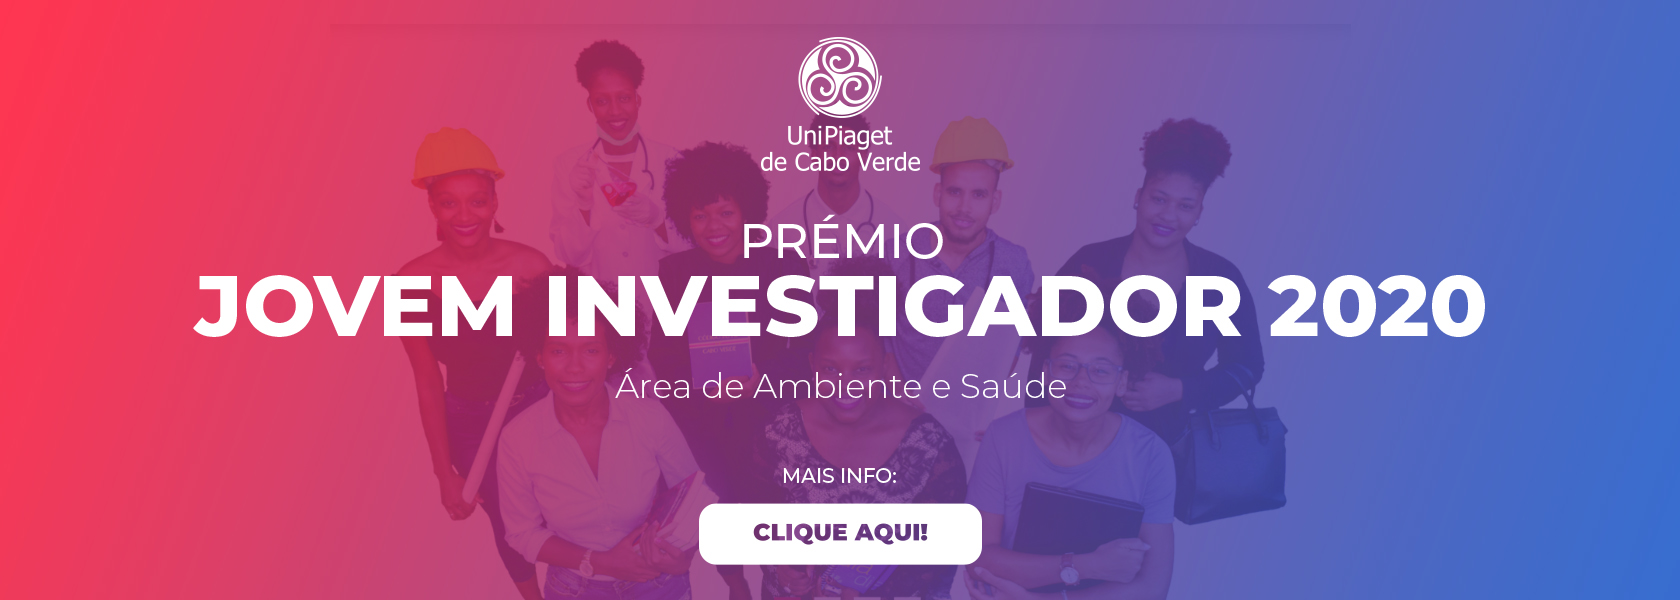 UniPiaget
de Cabo Verde
PRÉMIO
JOVEM INVESTIGADOR 2020
Área de Ambiente e Saúde
MAIS INFO:
CLIQUE AQUI!